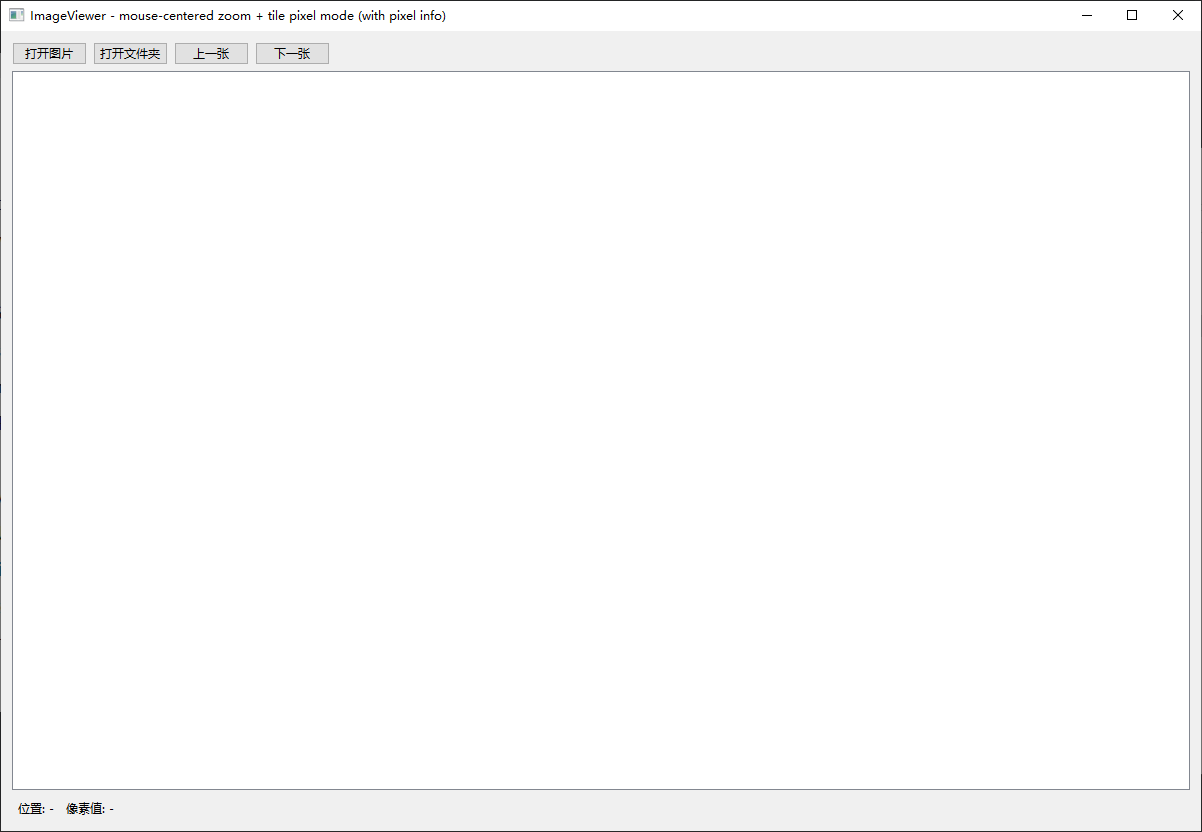 ImageViewer - mouse-centered zoom + tile pixel mode (with pixel info)
打开图片 打开文件夹 上一张 下一张
位置: - 像素值: -